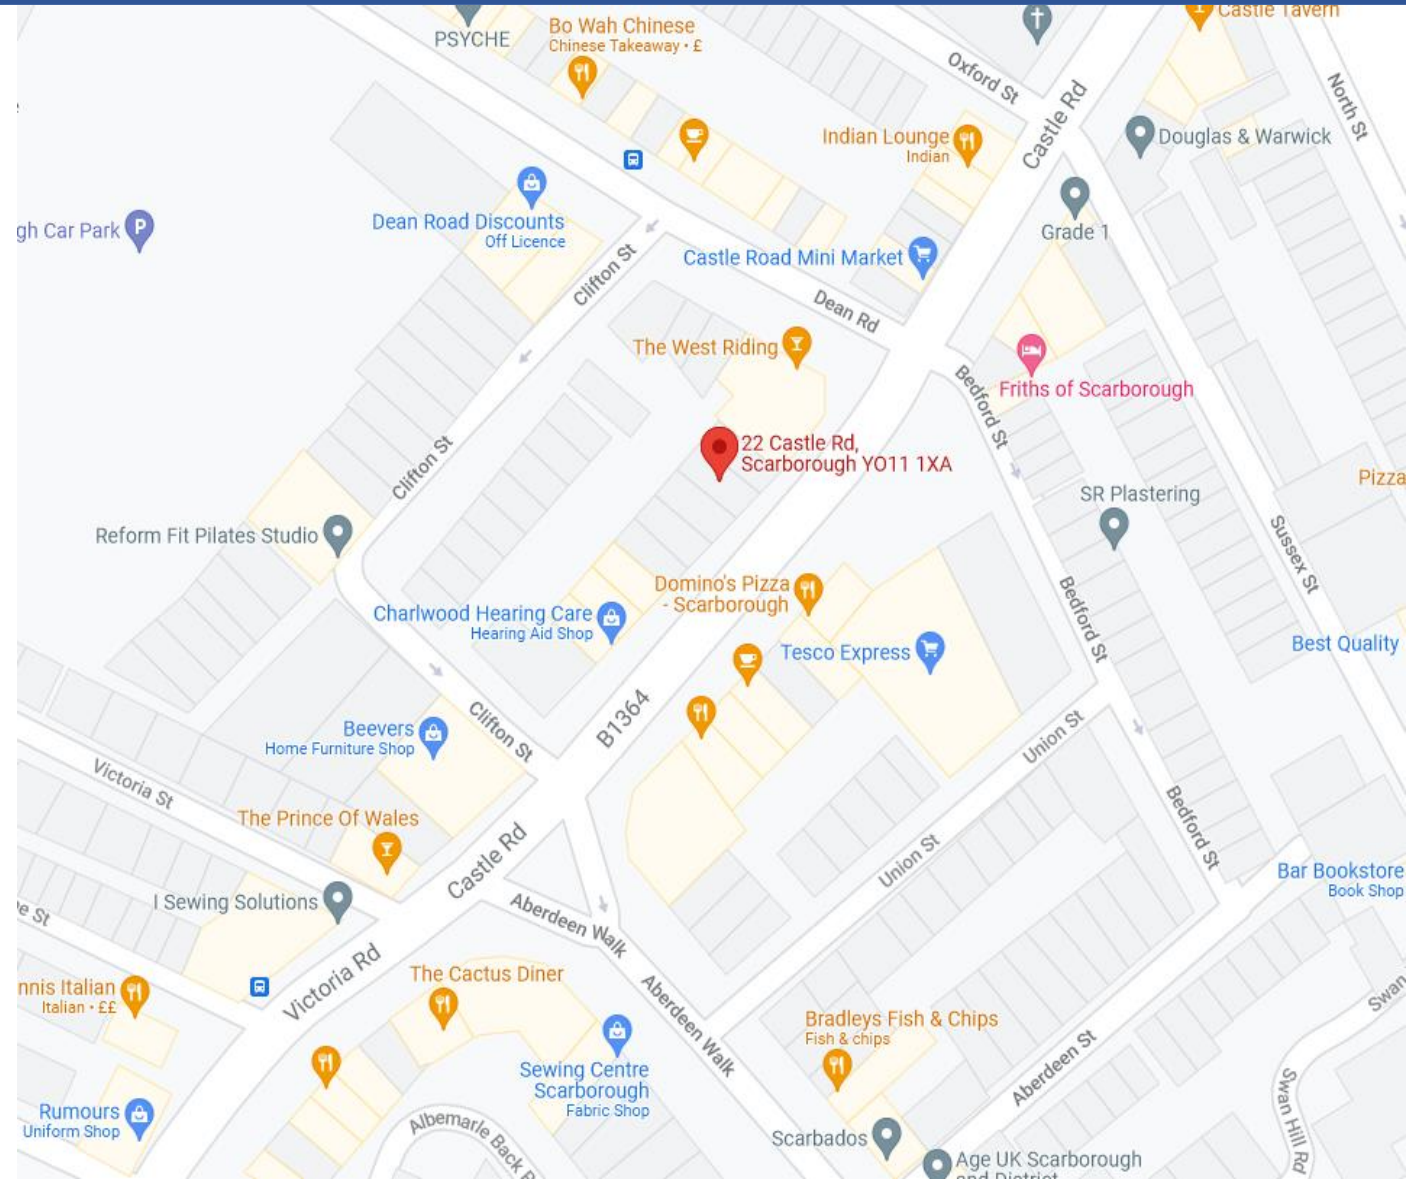 PSYCHE
Bo Wah Chinese
Chinese Takeaway • £
Castle Tavern
Oxford St
Castle Rd
North St
Indian Lounge
Indian
Douglas & Warwick
Dean Road Discounts
Off Licence
gh Car Park
P
Grade 1
Clifton St
Castle Road Mini Market
Dean Rd
The West Riding
Bedford St
Friths of Scarborough
Clifton St
22 Castle Rd,
Scarborough YO11 1XA
Pizza
SR Plastering
Reform Fit Pilates Studio
Sussex St
Domino's Pizza
- Scarborough
Charlwood Hearing Care
Hearing Aid Shop
Bedford St
Tesco Express
Best Quality
B1364
Clifton St
Beevers
Home Furniture Shop
Union St
Victoria St
The Prince Of Wales
Bedford St
Castle Rd
Union St
Bar Bookstore
Book Shop
I Sewing Solutions
e St
Aberdeen Walk
Victoria Rd
The Cactus Diner
nnis Italian
Italian • ££
Aberdeen Walk
Swan
Bradleys Fish & Chips
Fish & chips
Aberdeen St
Sewing Centre
Scarborough
Fabric Shop
Rumours
Uniform Shop
Albemarle Back R
Swan Hill Rd
Scarbados
Age UK Scarborough
and District